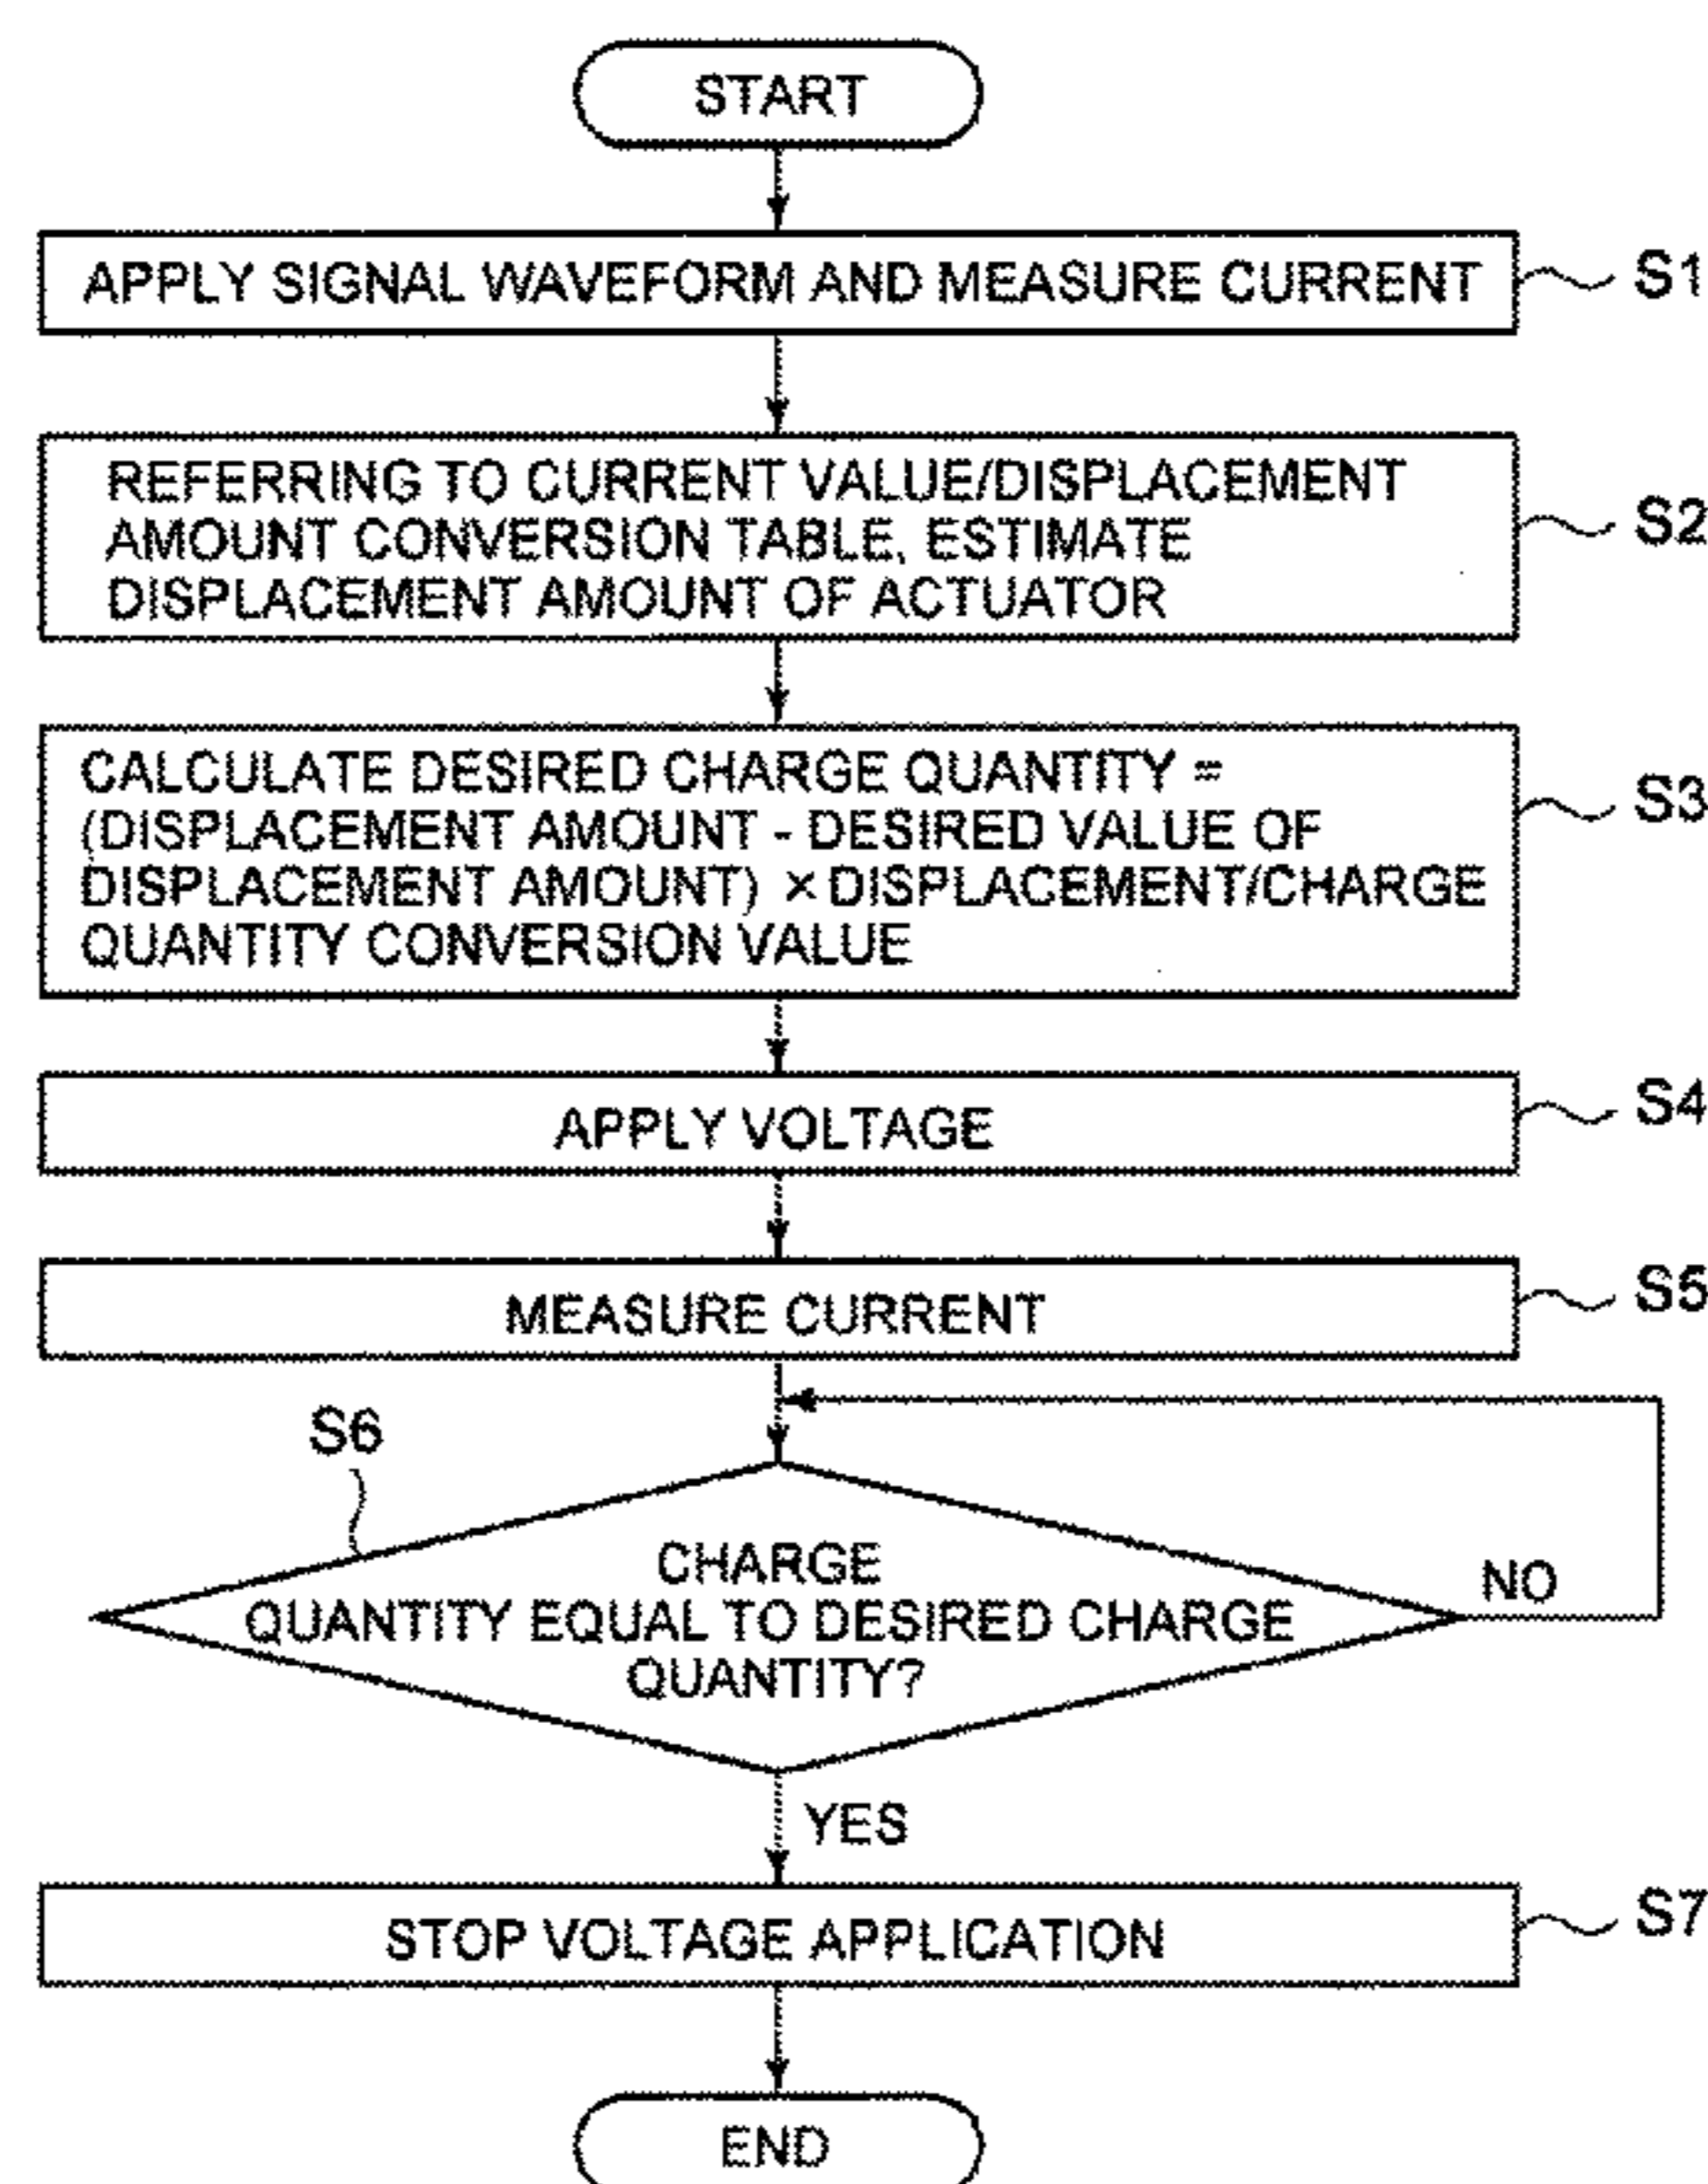 START
APPLY SIGNAL WAVEFORM AND MEASURE CURRENT
S1
REFERRING TO CURRENT VALUE/DISPLACEMENT
AMOUNT CONVERSION TABLE, ESTIMATE
DISPLACEMENT AMOUNT OF ACTUATOR
S2
CALCULATE DESIRED CHARGE QUANTITY =
(DISPLACEMENT AMOUNT - DESIRED VALUE OF
DISPLACEMENT AMOUNT) × DISPLACEMENT/CHARGE
QUANTITY CONVERSION VALUE
S3
APPLY VOLTAGE
S4
MEASURE CURRENT
S5
S6
CHARGE
QUANTITY EQUAL TO DESIRED CHARGE
QUANTITY?
NO
YES
STOP VOLTAGE APPLICATION
S7
END